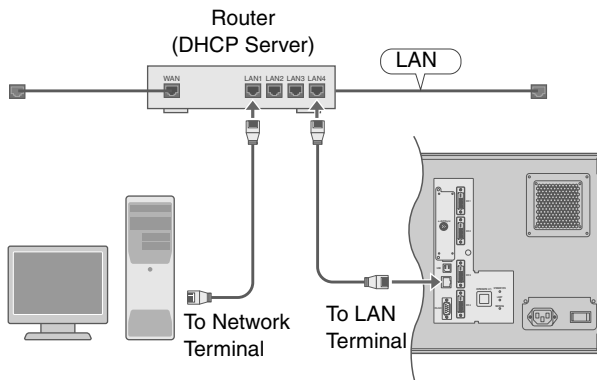 Router
(DHCP Server)
LAN
WAN
LAN1 LAN2 LAN3 LAN4
To Network
Terminal
To LAN
Terminal